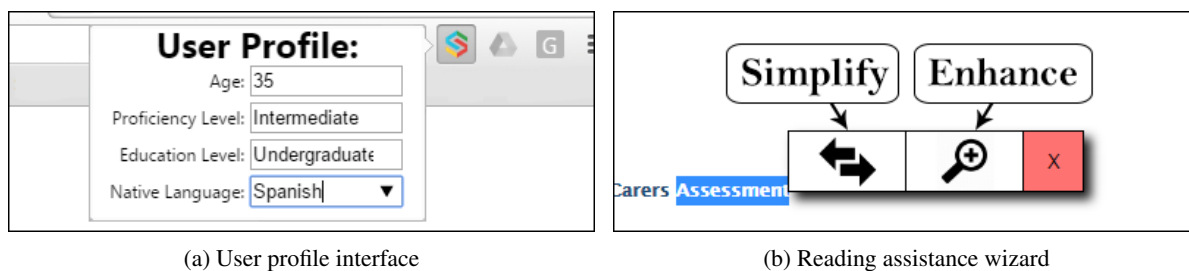 User Profile:
Age: 35
Proficiency Level: Intermediate
Education Level: Undergraduate
Native Language: Spanish
G
(a) User profile interface
Simplify Enhance
X
Carers Assessment
(b) Reading assistance wizard